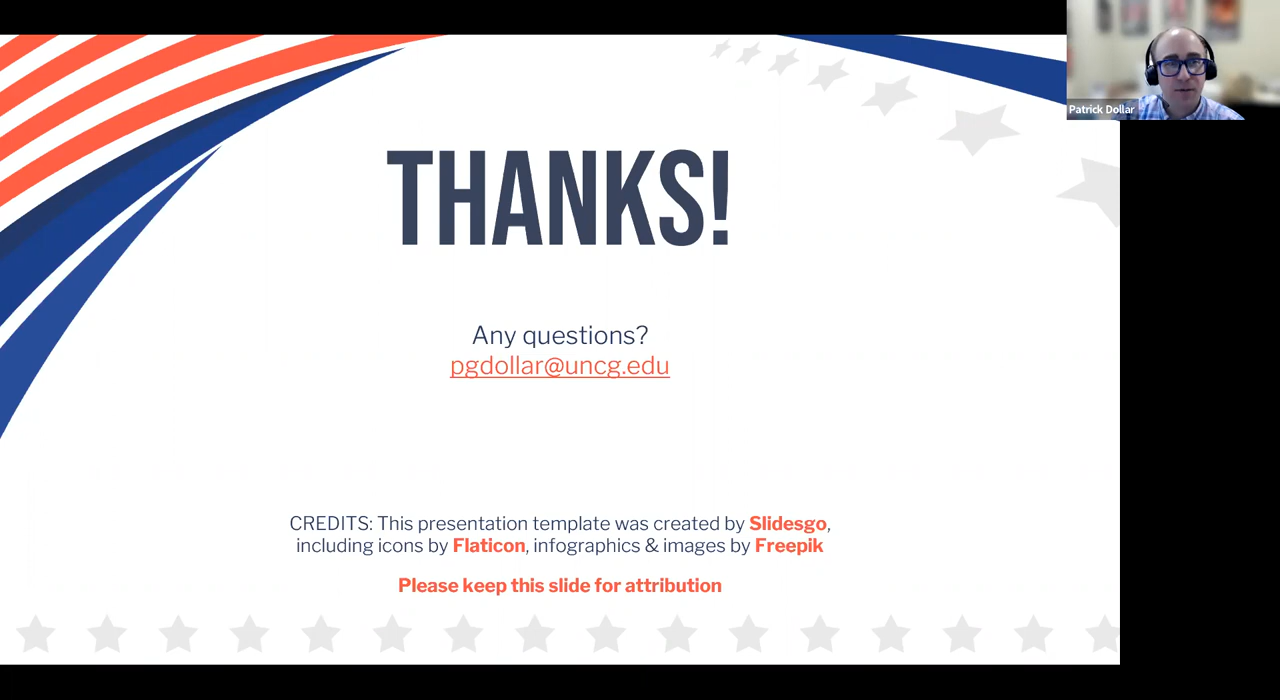 Patrick Dollar
THANKS!
Any questions?
pgdollar@uncg.edu
CREDITS: This presentation template was created by Slidesgo,
including icons by Flaticon, infographics & images by Freepik
Please keep this slide for attribution